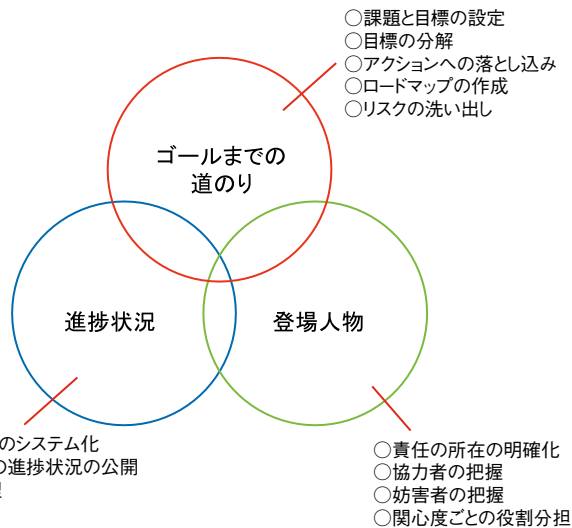 ○課題と目標の設定
○目標の分解
○アクションへの落とし込み
○ロードマップの作成
○リスクの洗い出し
ゴールまでの
道のり
進捗状況
登場人物
のシステム化
の進捗状況の公開
○責任の所在の明確化
○協力者の把握
○妨害者の把握
○関心度ごとの役割分担